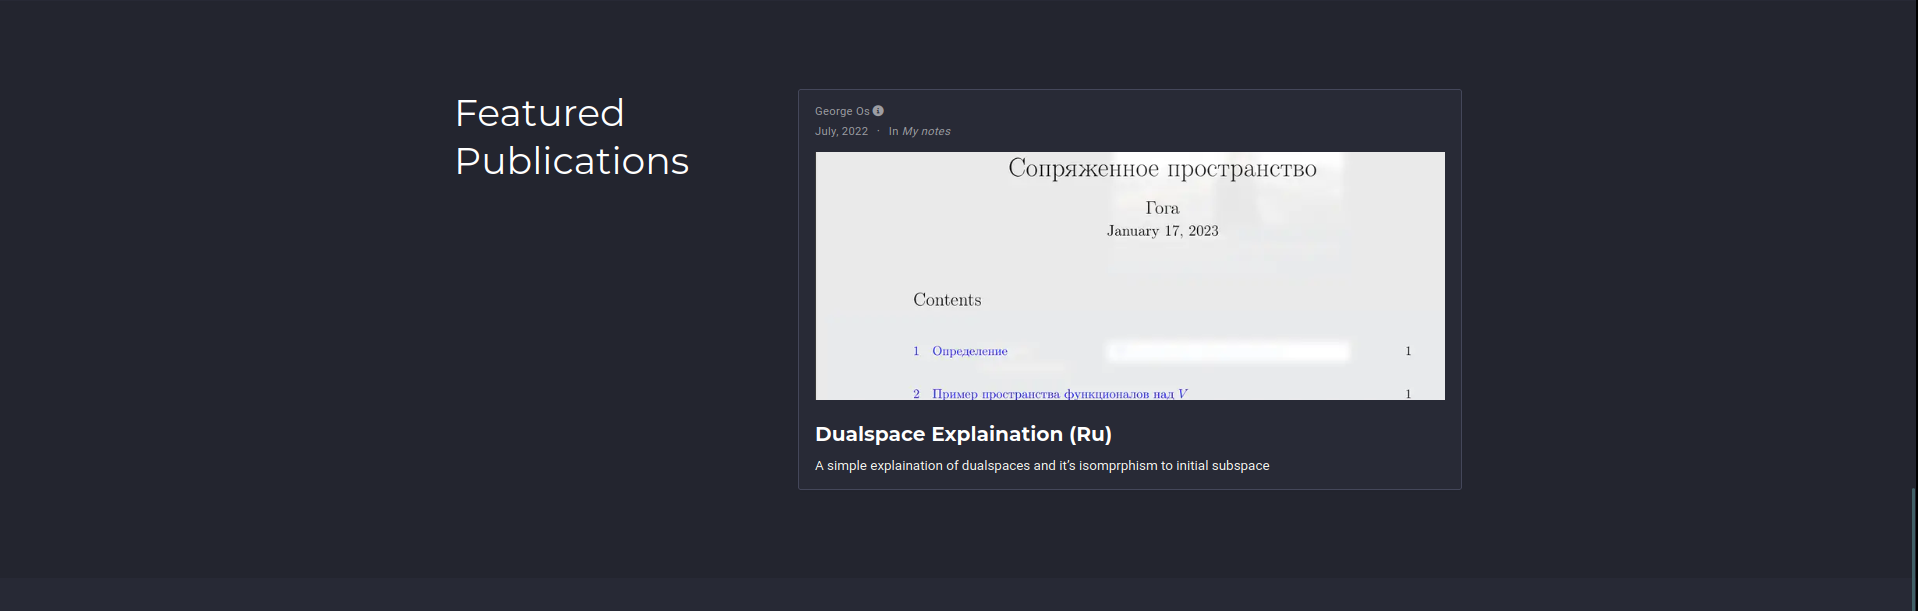 Featured
Publications
George Os
July, 2022 · In My notes
Сопряженное пространство
Гога
January 17, 2023
Contents
1 Определение 1
2 Пример пространства функционалов над V 1
Dualspace Explaination (Ru)
A simple explaination of dualspaces and it's isomprphism to initial subspace